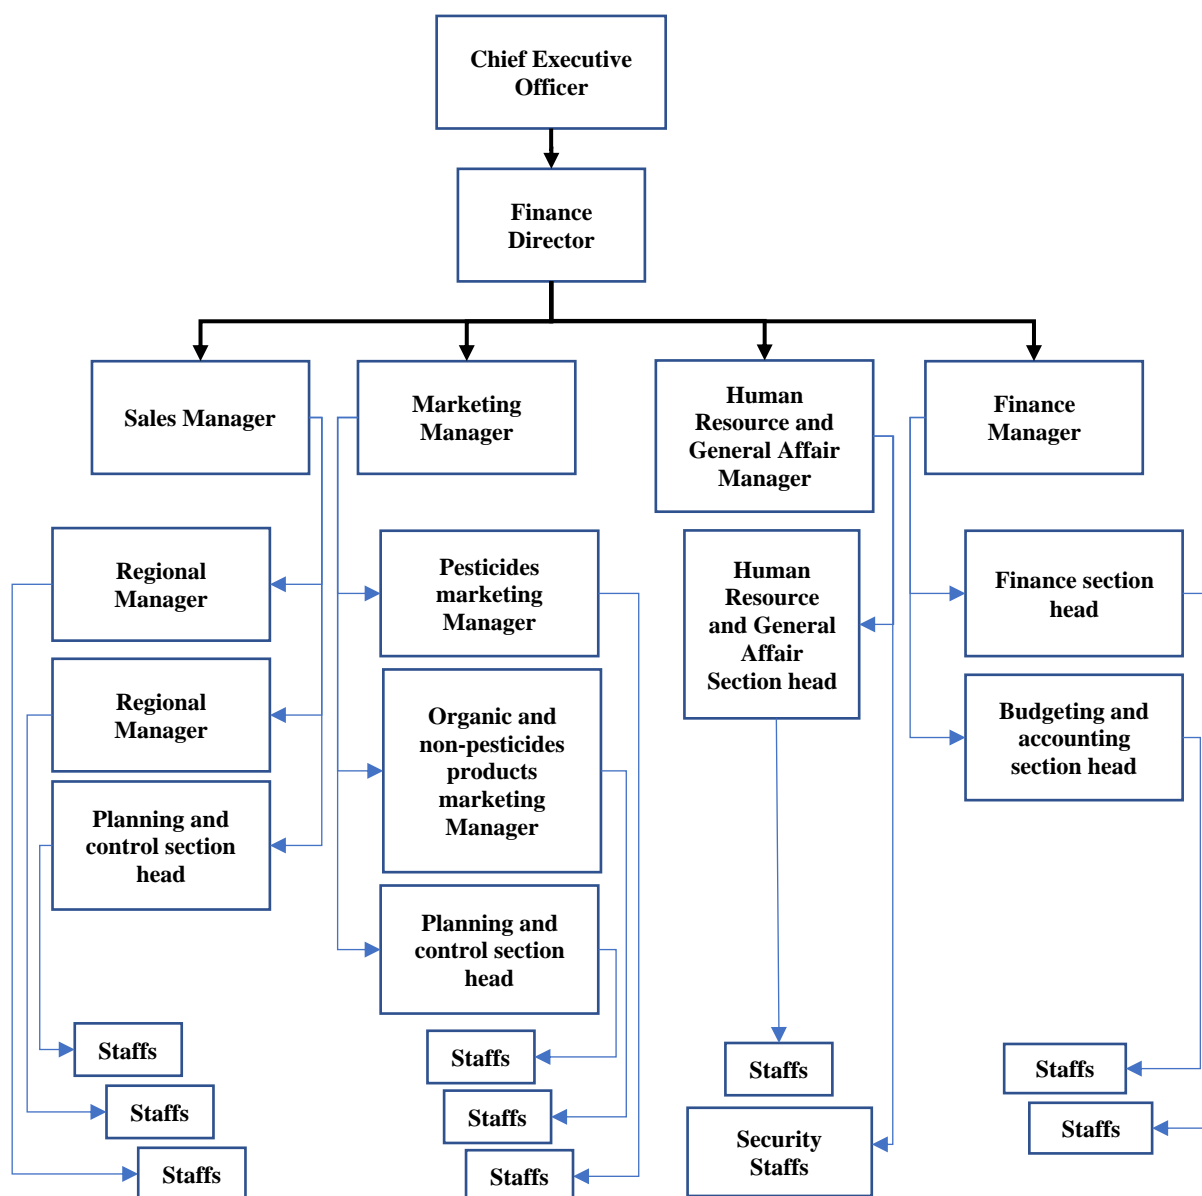 Chief Executive
Officer
Finance
Director
Sales Manager
Marketing
Manager
Human
Resource and
General Affair
Manager
Finance
Manager
Regional
Manager
Regional
Manager
Planning and
control section
head
Pesticides
marketing
Manager
Organic and
non-pesticides
products
marketing
Manager
Planning and
control section
head
Human
Resource
and General
Affair
Section head
Finance section
head
Budgeting and
accounting
section head
Staffs
Staffs
Staffs
Staffs
Staffs
Staffs
Staffs
Security
Staffs
Staffs
Staffs